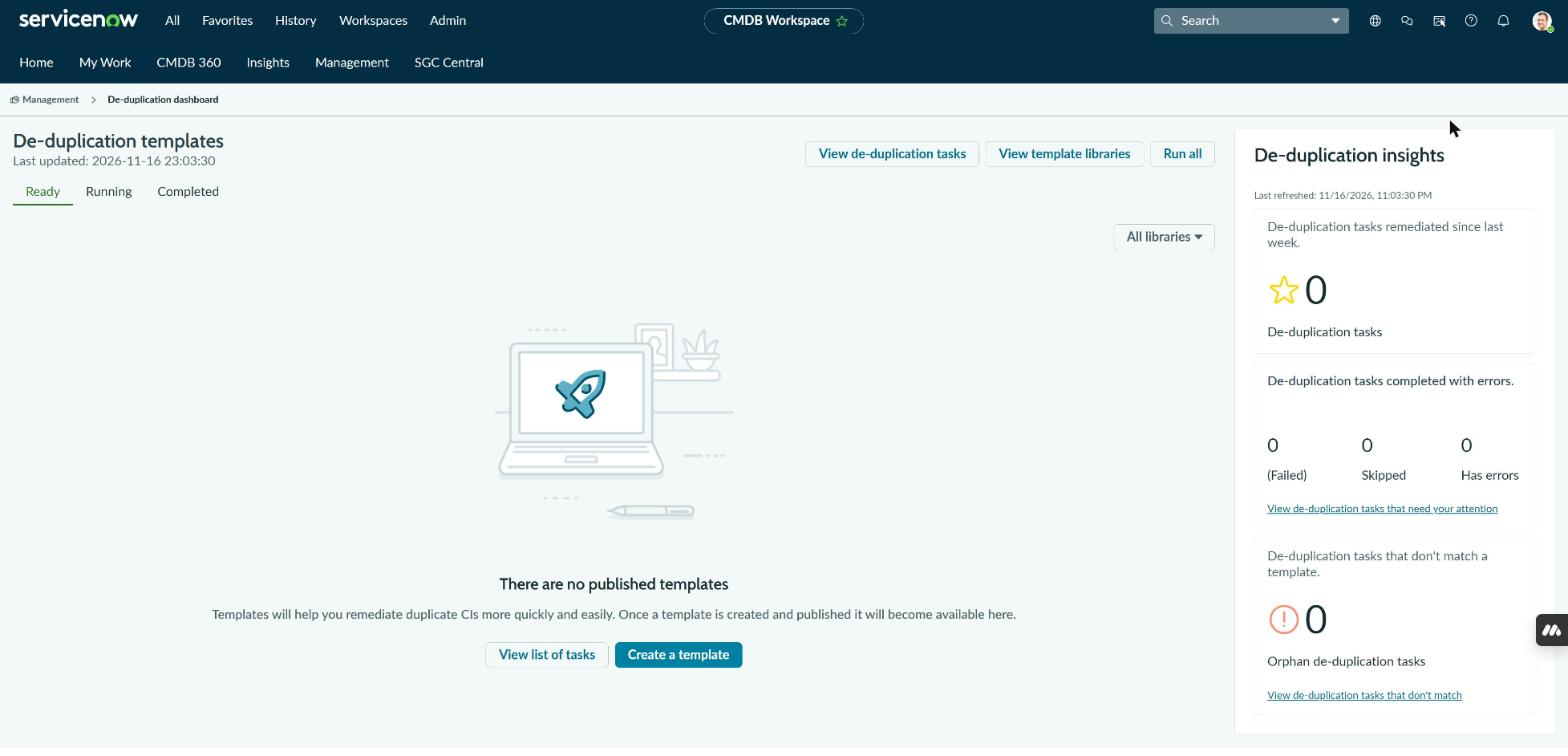 servicenow
All
Favorites
History
Workspaces
Admin
CMDB Workspace
Search
Home
My Work
CMDB 360
Insights
Management
SGC Central
Management
De-duplication dashboard
De-duplication templates
Last updated: 2026-11-16 23:03:30
View de-duplication tasks
View template libraries
Run all
Ready
Running
Completed
All libraries
There are no published templates
Templates will help you remediate duplicate CIs more quickly and easily. Once a template is created and published it will become available here.
View list of tasks
Create a template
De-duplication insights
Last refreshed: 11/16/2026, 11:03:30 PM
De-duplication tasks remediated since last
week.
0
De-duplication tasks
De-duplication tasks completed with errors.
0
0
0
(Failed)
Skipped
Has errors
View de-duplication tasks that need your attention
De-duplication tasks that don't match a
template.
0
Orphan de-duplication tasks
View de-duplication tasks that don't match